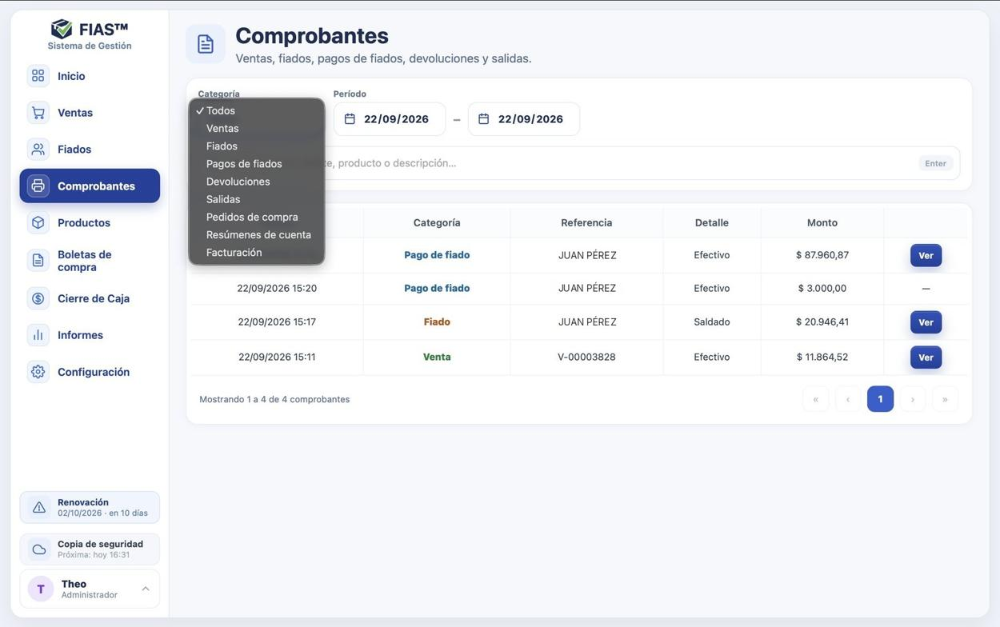 FIAS™
Sistema de Gestión
Inicio
Ventas
Fiados
Comprobantes
Productos
Boletas de
compra
Cierre de Caja
Informes
Configuración
Renovación
02/10/2026 · en 10 días
Copia de seguridad
Próxima: hoy 16:31
T
Theo
Administrador
Comprobantes
Ventas, fiados, pagos de fiados, devoluciones y salidas.
Categoría
Período
✓ Todos
Ventas
Fiados
Pagos de fiados
Devoluciones
Salidas
Pedidos de compra
Resúmenes de cuenta
Facturación
22/09/2026 – 22/09/2026
producto o descripción...
Enter
Categoría Referencia Detalle Monto
Pago de fiado JUAN PÉREZ Efectivo $ 87.960,87 Ver
22/09/2026 15:20 Pago de fiado JUAN PÉREZ Efectivo $ 3.000,00 —
22/09/2026 15:17 Fiado JUAN PÉREZ Saldado $ 20.946,41 Ver
22/09/2026 15:11 Venta V-00003828 Efectivo $ 11.864,52 Ver
Mostrando 1 a 4 de 4 comprobantes
« ‹ 1 › »